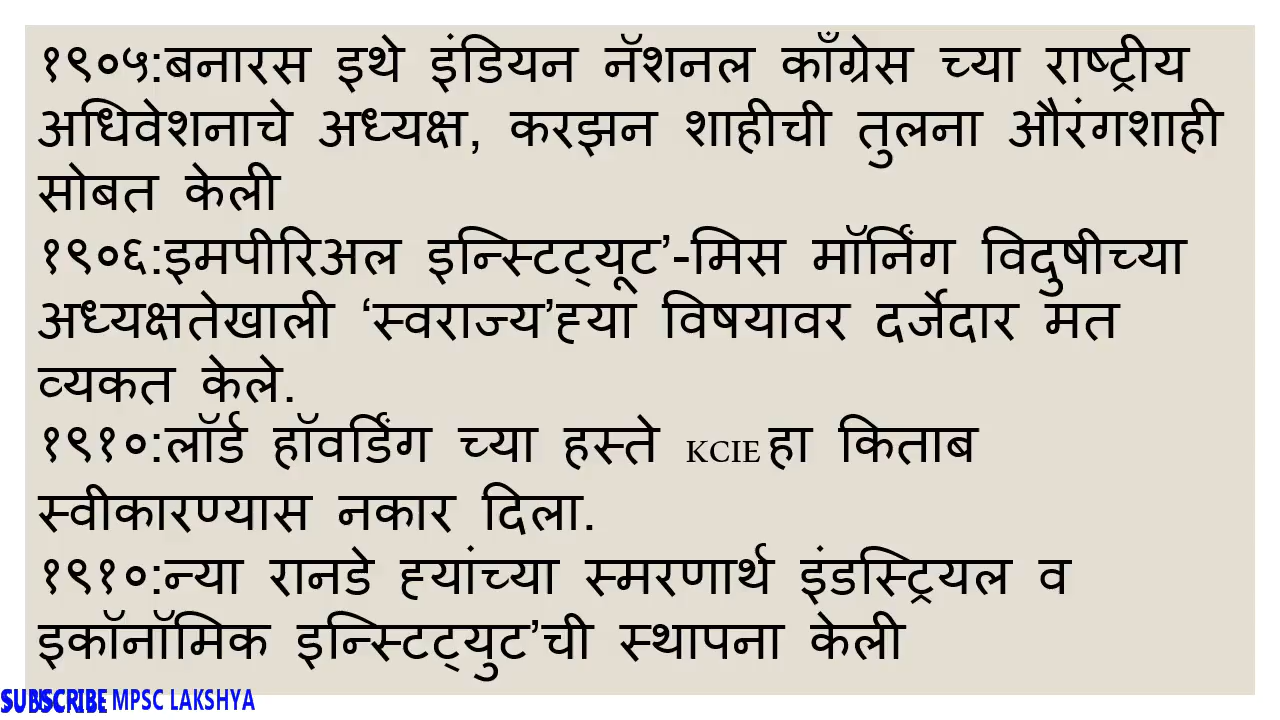 १९०५:बनारस इथे इंडियन नॅशनल काँग्रेस च्या राष्ट्रीय
अधिवेशनाचे अध्यक्ष, करझन शाहीची तुलना औरंगशाही
सोबत केली
१९०६:इमपीरिअल इन्स्टिट्यूट’-मिस मॉर्निंग विदुषीच्या
अध्यक्षतेखाली ‘स्वराज्य’ह्या विषयावर दर्जेदार मत
व्यकत केले.
१९१०:लॉर्ड हॉवर्डिंग च्या हस्ते KCIE हा किताब
स्वीकारण्यास नकार दिला.
१९१०:न्या रानडे ह्यांच्या स्मरणार्थ इंडस्ट्रियल व
इकॉनॉमिक इन्स्टिट्युट’ची स्थापना केली
SUBSCRIBE MPSC LAKSHYA